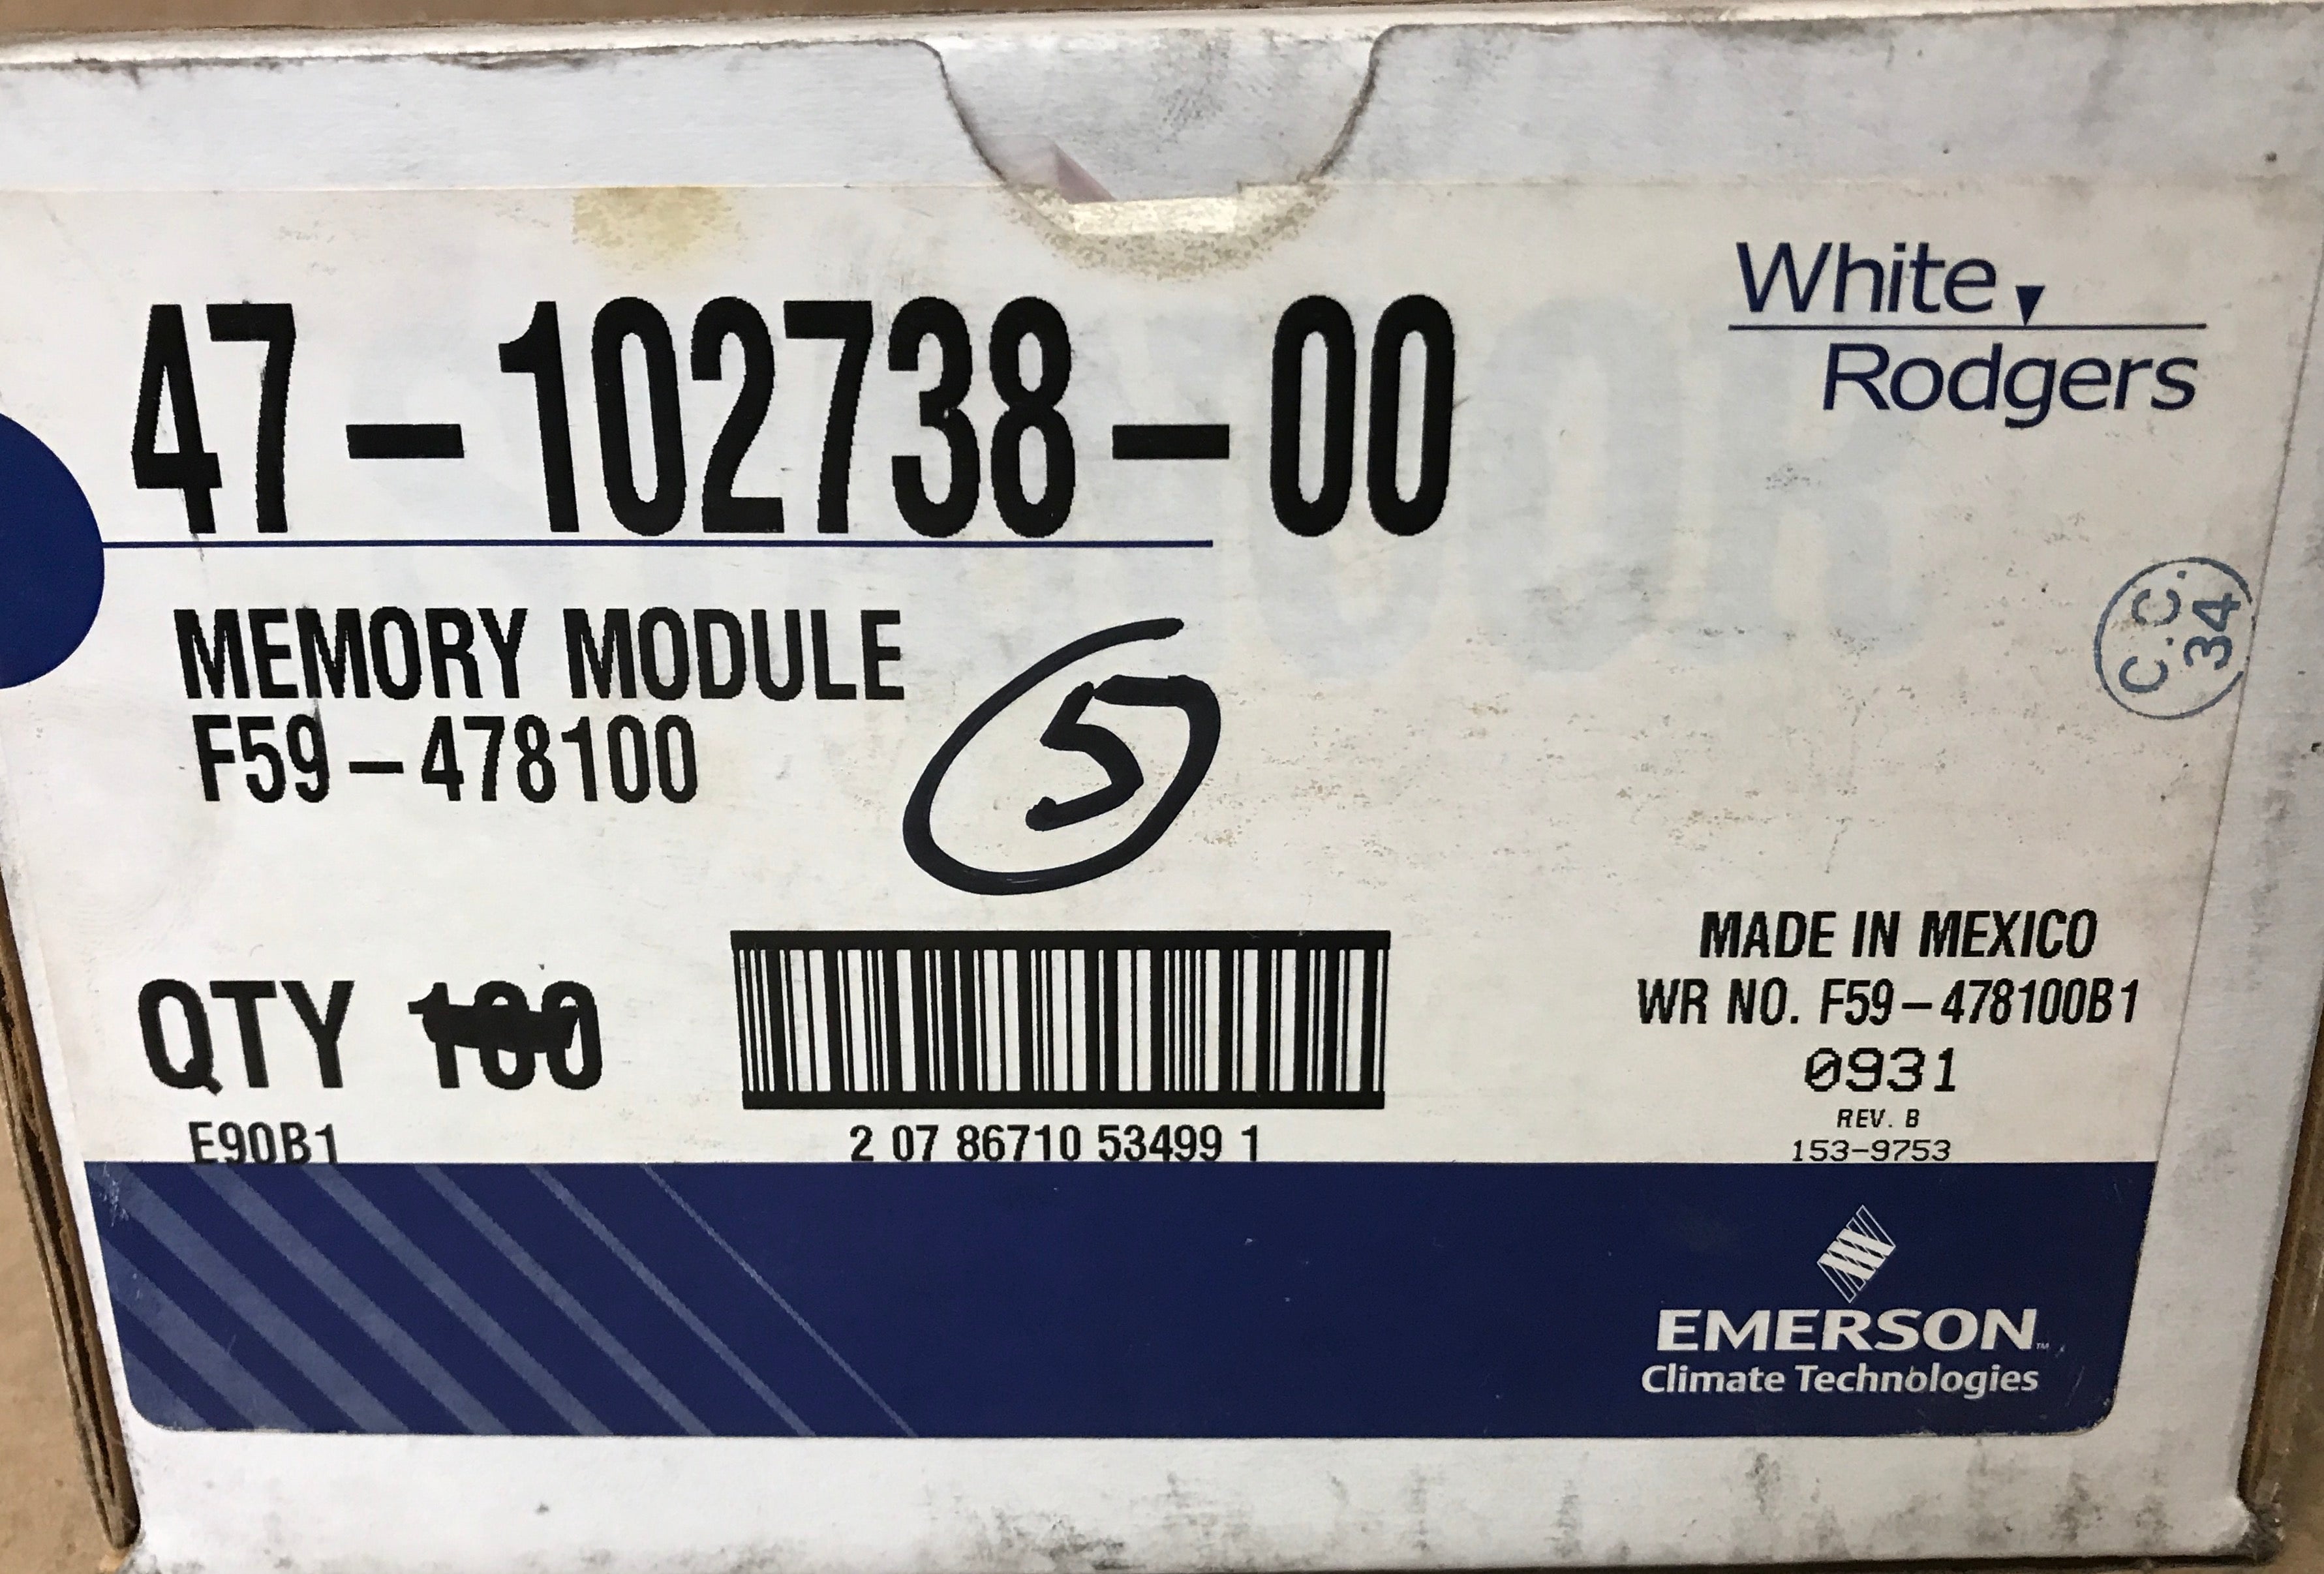 White
Rodgers
47-102738-00
MEMORY MODULE
F59-478100
5
C.C.
34
QTY 100
E90B1
2 07 86710 53499 1
MADE IN MEXICO
WR NO. F59-478100B1
0931
REV. B
153-9753
EMERSON™
Climate Technologies